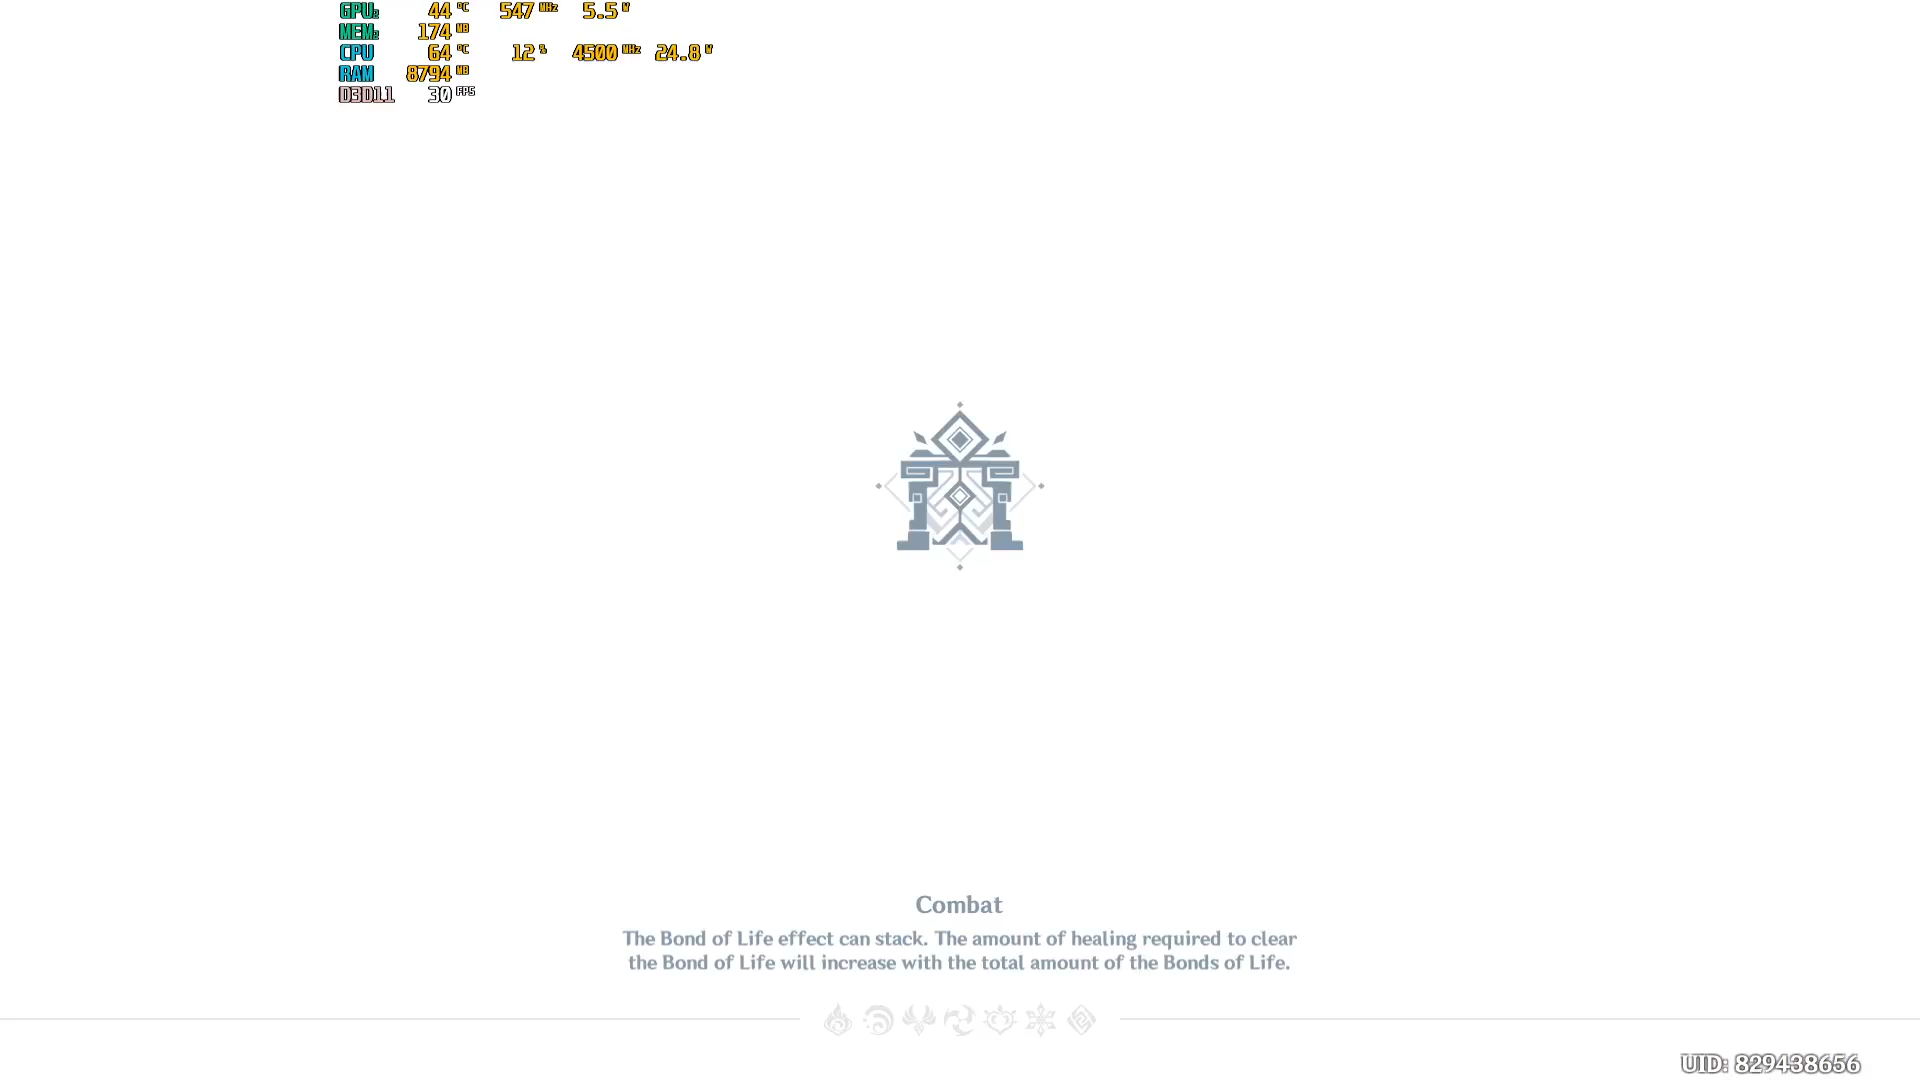 GPU2 44 °C 547 MHz 5.5 W
MEM2 174 MB
CPU 64 °C 12 % 4500 MHz 24.8 W
RAM 8794 MB
D3D11 30 FPS
Combat
The Bond of Life effect can stack. The amount of healing required to clear
the Bond of Life will increase with the total amount of the Bonds of Life.
UID: 829438656